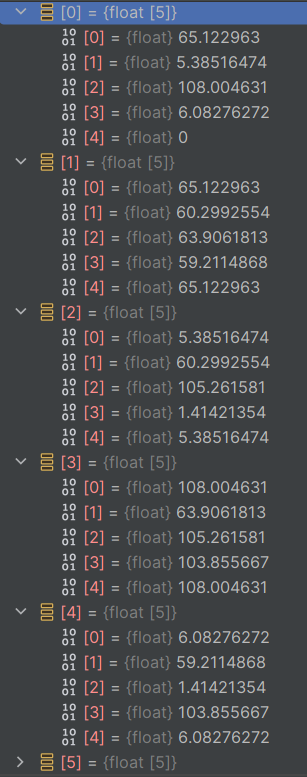 [0] = {float [5]}
[0] = {float} 65.122963
[1] = {float} 5.38516474
[2] = {float} 108.004631
[3] = {float} 6.08276272
[4] = {float} 0
[1] = {float [5]}
[0] = {float} 65.122963
[1] = {float} 60.2992554
[2] = {float} 63.9061813
[3] = {float} 59.2114868
[4] = {float} 65.122963
[2] = {float [5]}
[0] = {float} 5.38516474
[1] = {float} 60.2992554
[2] = {float} 105.261581
[3] = {float} 1.41421354
[4] = {float} 5.38516474
[3] = {float [5]}
[0] = {float} 108.004631
[1] = {float} 63.9061813
[2] = {float} 105.261581
[3] = {float} 103.855667
[4] = {float} 108.004631
[4] = {float [5]}
[0] = {float} 6.08276272
[1] = {float} 59.2114868
[2] = {float} 1.41421354
[3] = {float} 103.855667
[4] = {float} 6.08276272
[5] = {float [5]}